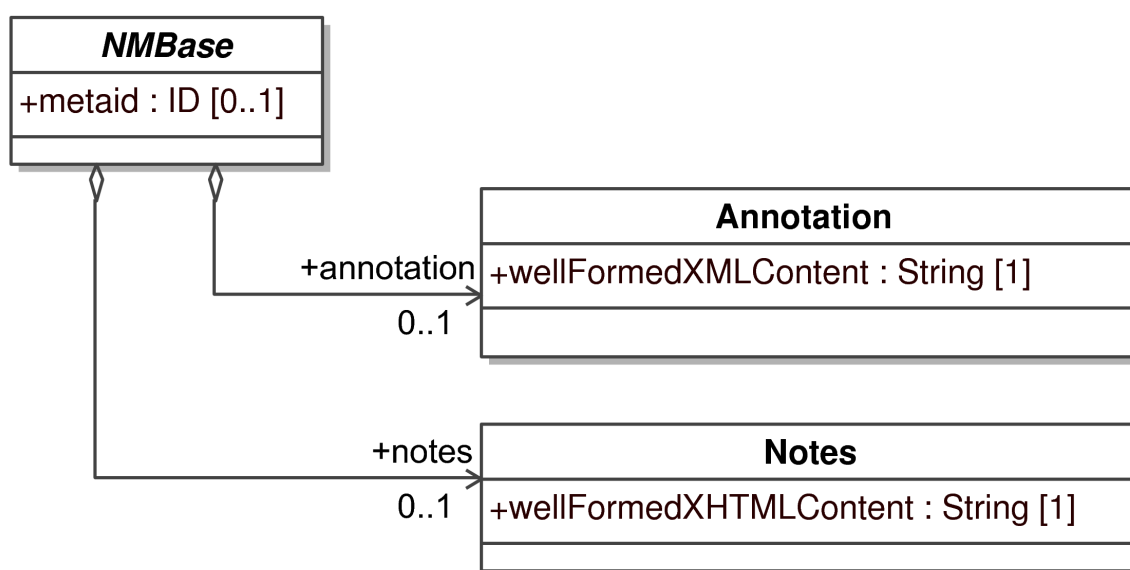 NMBase
+metaid : ID [0..1]
Annotation
+annotation
+wellFormedXMLContent : String [1]
0..1
Notes
+notes
+wellFormedXHTMLContent : String [1]
0..1